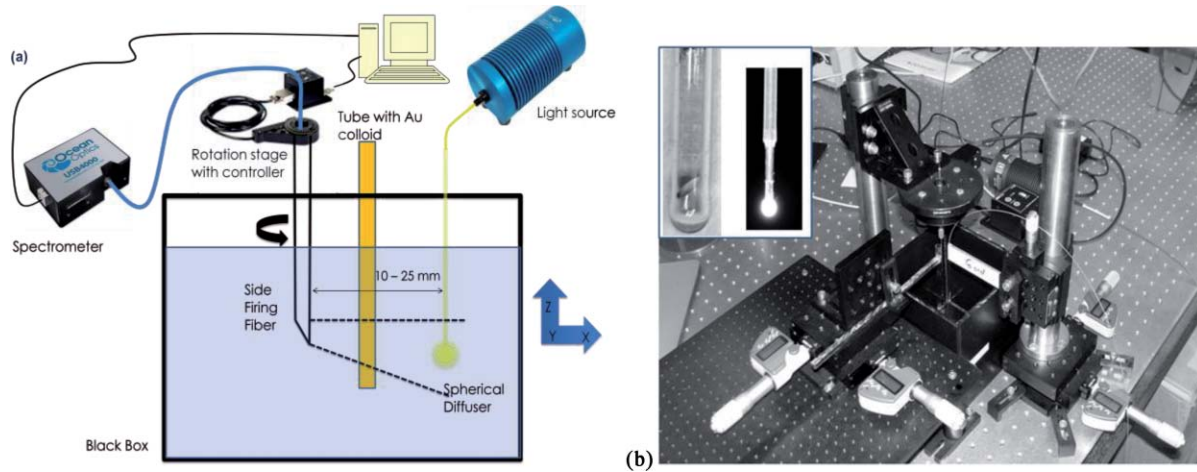 (a)
Ocean
Optics
USB4000
Spectrometer
Rotation stage
with controller
Tube with Au
colloid
Light source
10 – 25 mm
Side
Firing
Fiber
Spherical
Diffuser
Black Box
Z
Y
X
(b)